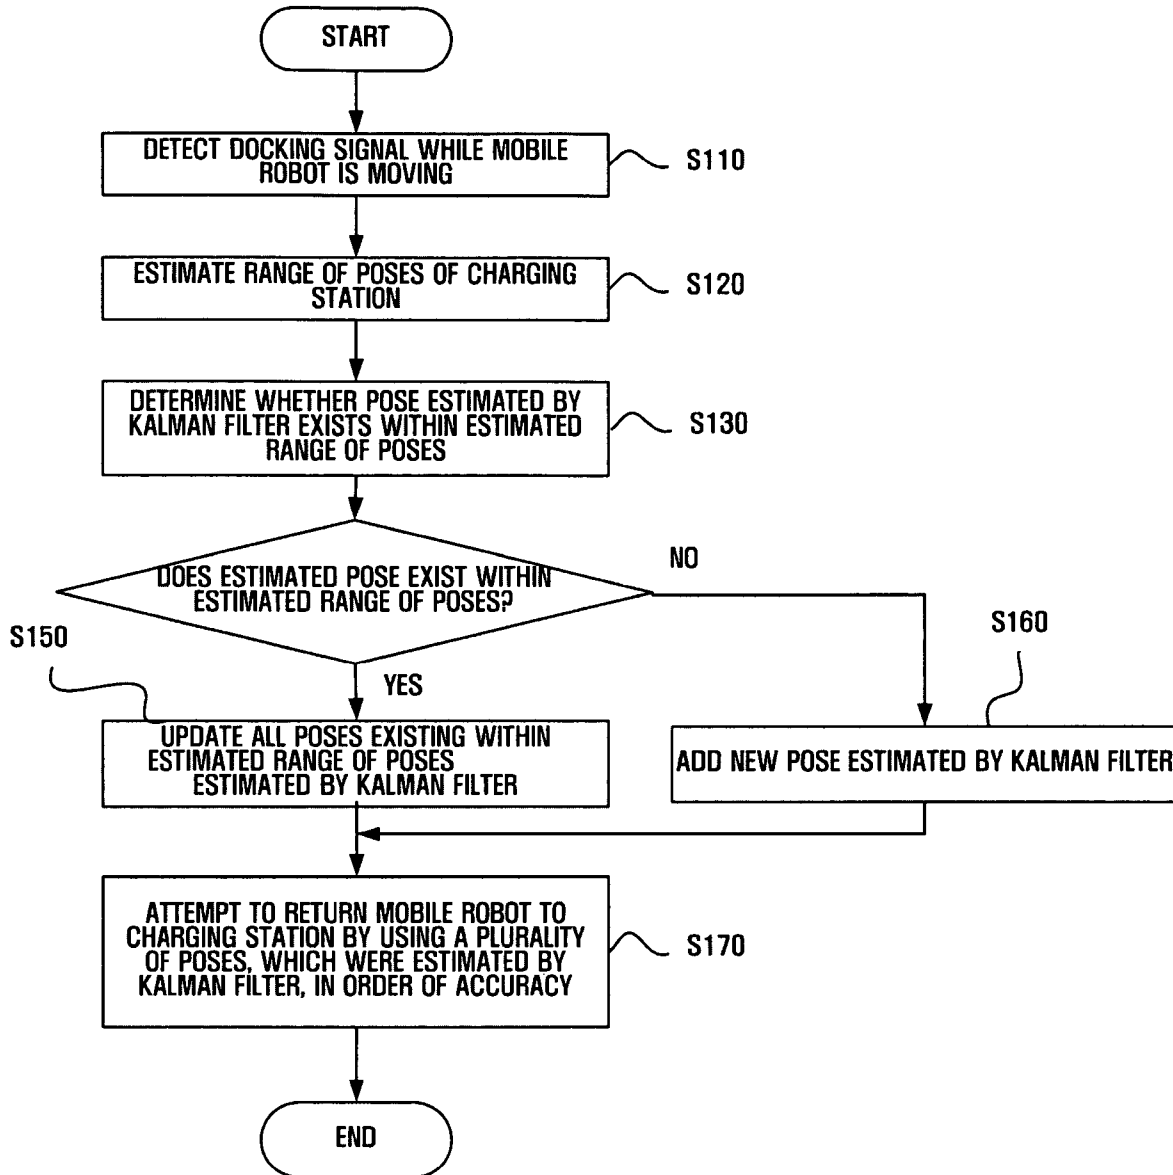 START
DETECT DOCKING SIGNAL WHILE MOBILE
ROBOT IS MOVING
S110
ESTIMATE RANGE OF POSES OF CHARGING
STATION
S120
DETERMINE WHETHER POSE ESTIMATED BY
KALMAN FILTER EXISTS WITHIN ESTIMATED
RANGE OF POSES
S130
DOES ESTIMATED POSE EXIST WITHIN
ESTIMATED RANGE OF POSES?
NO
YES
S150
UPDATE ALL POSES EXISTING WITHIN
ESTIMATED RANGE OF POSES
ESTIMATED BY KALMAN FILTER
S160
ADD NEW POSE ESTIMATED BY KALMAN FILTER
ATTEMPT TO RETURN MOBILE ROBOT TO
CHARGING STATION BY USING A PLURALITY
OF POSES, WHICH WERE ESTIMATED BY
KALMAN FILTER, IN ORDER OF ACCURACY
S170
END